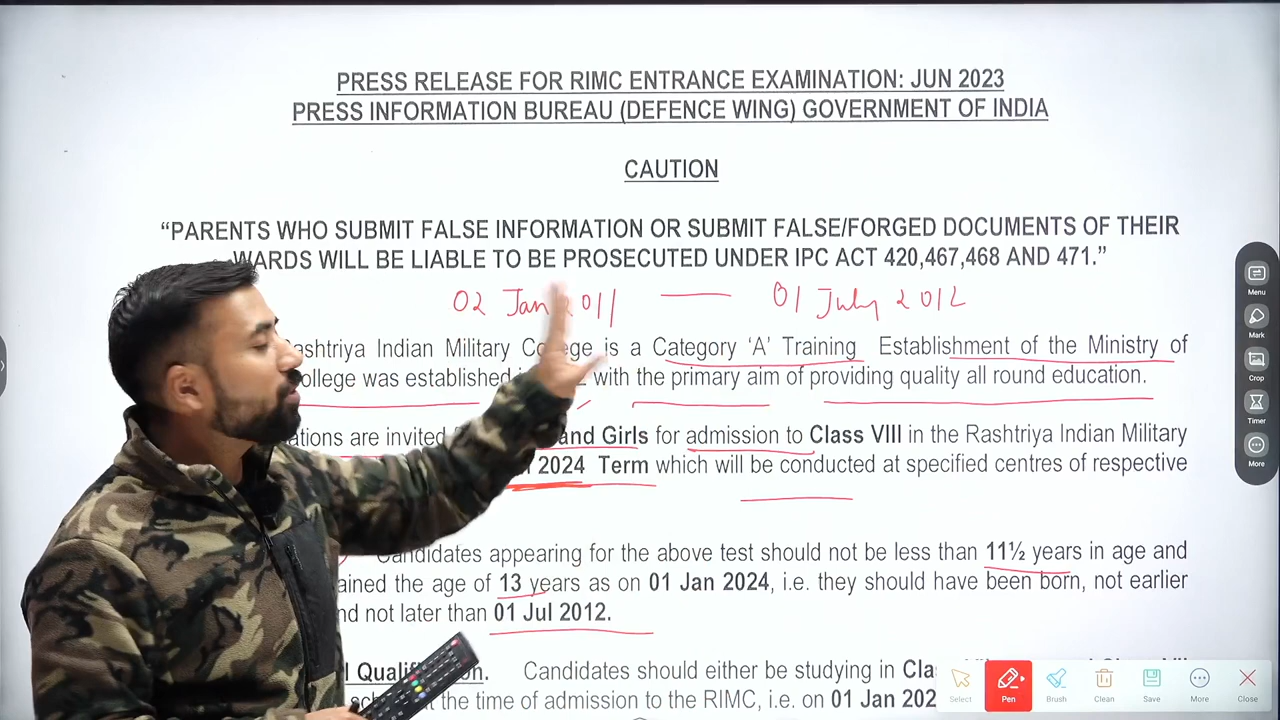 PRESS RELEASE FOR RIMC ENTRANCE EXAMINATION: JUN 2023
PRESS INFORMATION BUREAU (DEFENCE WING) GOVERNMENT OF INDIA
CAUTION
“PARENTS WHO SUBMIT FALSE INFORMATION OR SUBMIT FALSE/FORGED DOCUMENTS OF THEIR
WARDS WILL BE LIABLE TO BE PROSECUTED UNDER IPC ACT 420,467,468 AND 471.”
02 Jan 2011 — 01 July 2012
Indian Military College is a Category ‘A’ Training Establishment of the Ministry of
was established with the primary aim of providing quality all round education.
are invited and Girls for admission to Class VIII in the Rashtriya Indian Military
2024 Term which will be conducted at specified centres of respective
Candidates appearing for the above test should not be less than 11½ years in age and
the age of 13 years as on 01 Jan 2024, i.e. they should have been born, not earlier
not later than 01 Jul 2012.
Candidates should either be studying in
the time of admission to the RIMC, i.e. on 01 Jan
Menu
Mark
Crop
Timer
More
Select
Pen
Brush
Clean
Save
More
Close